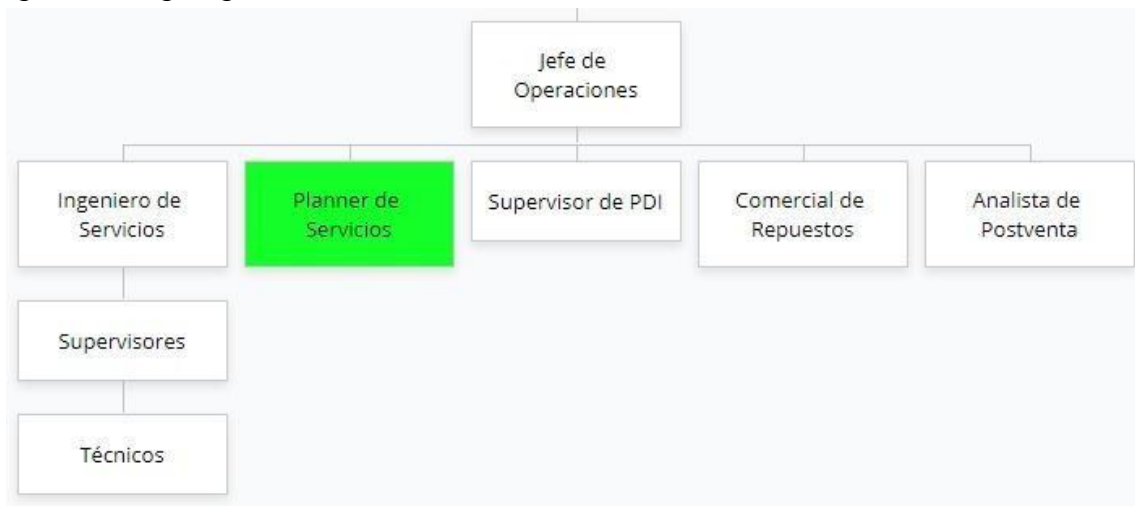 Jefe de
Operaciones
Ingeniero de
Servicios
Planner de
Servicios
Supervisor de PDI
Comercial de
Repuestos
Analista de
Postventa
Supervisores
Técnicos